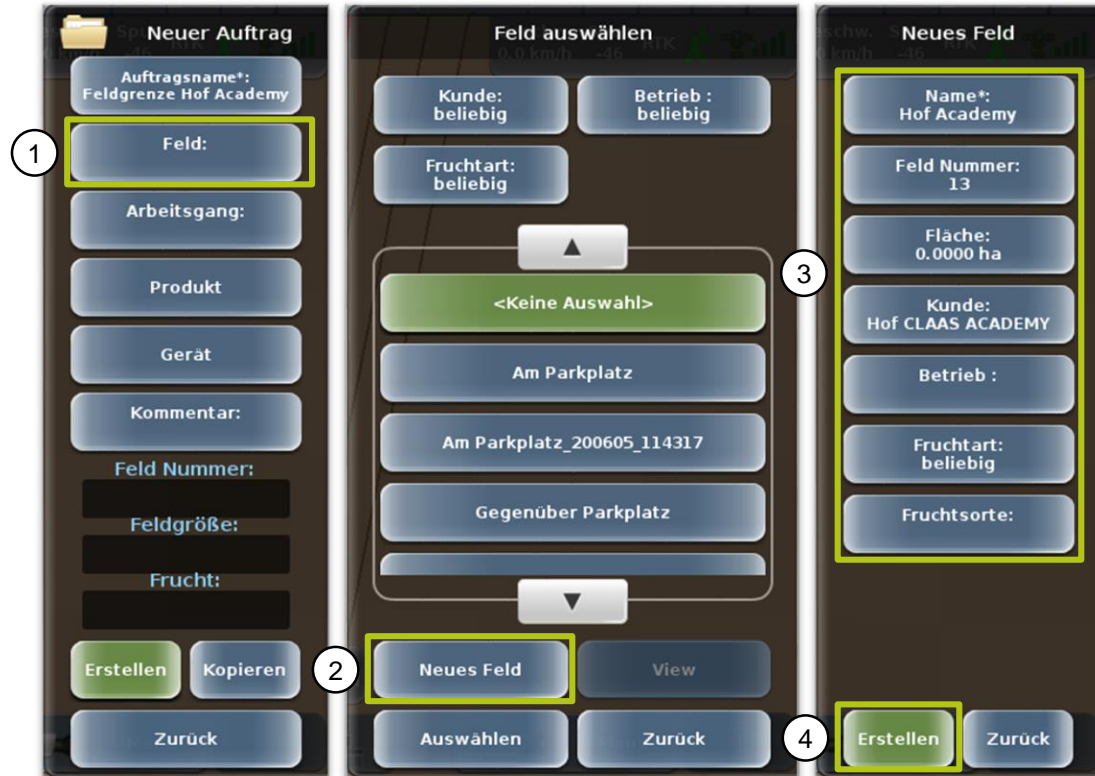 Neuer Auftrag
Auftragsname*:
Feldgrenze Hof Academy
1
Feld:
Arbeitsgang:
Produkt
Gerät
Kommentar:
Feld Nummer:
Feldgröße:
Frucht:
Erstellen
Kopieren
Zurück
Feld auswählen
0.0 km/h
-46
RTK
Kunde:
beliebig
Betrieb :
beliebig
Fruchtart:
beliebig
<Keine Auswahl>
Am Parkplatz
Am Parkplatz_200605_114317
Gegenüber Parkplatz
2
Neues Feld
View
Auswählen
Zurück
Neues Feld
3
Name*:
Hof Academy
Feld Nummer:
13
Fläche:
0.0000 ha
Kunde:
Hof CLAAS ACADEMY
Betrieb :
Fruchtart:
beliebig
Fruchtsorte:
4
Erstellen
Zurück